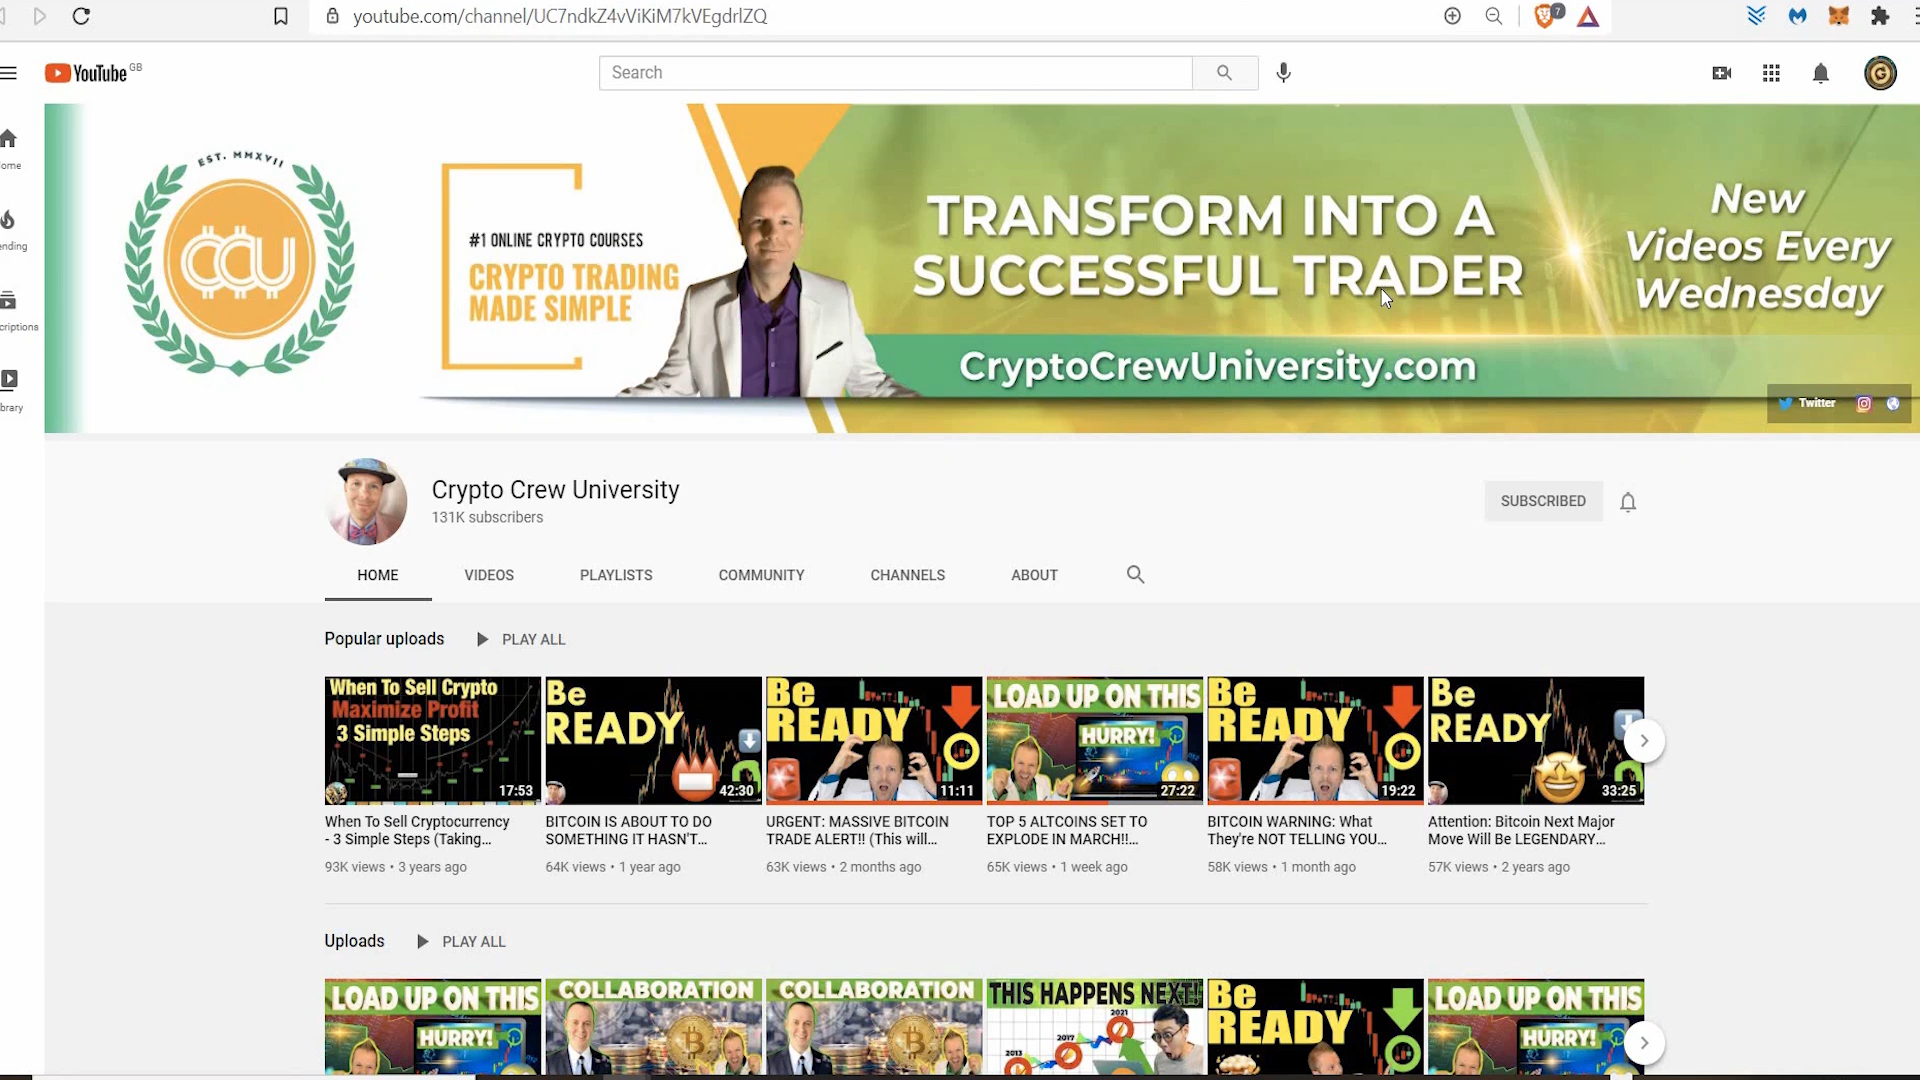 youtube.com/channel/UC7ndkZ4vViKiM7kVEgdrlZQ
7
YouTube GB
Search
ome
ending
criptions
brary
EST. MMXVII
CCU
#1 ONLINE CRYPTO COURSES
CRYPTO TRADING
MADE SIMPLE
TRANSFORM INTO A
SUCCESSFUL TRADER
CryptoCrewUniversity.com
New
Videos Every
Wednesday
Twitter
Crypto Crew University
131K subscribers
SUBSCRIBED
HOME VIDEOS PLAYLISTS COMMUNITY CHANNELS ABOUT
Popular uploads PLAY ALL
When To Sell Crypto
Maximize Profit
3 Simple Steps
17:53
When To Sell Cryptocurrency
- 3 Simple Steps (Taking...
93K views • 3 years ago
Be
READY
42:30
BITCOIN IS ABOUT TO DO
SOMETHING IT HASN'T...
64K views • 1 year ago
Be
READY
11:11
URGENT: MASSIVE BITCOIN
TRADE ALERT!! (This will...
63K views • 2 months ago
LOAD UP ON THIS
HURRY!
27:22
TOP 5 ALTCOINS SET TO
EXPLODE IN MARCH!!...
65K views • 1 week ago
Be
READY
19:22
BITCOIN WARNING: What
They're NOT TELLING YOU...
58K views • 1 month ago
Be
READY
33:25
Attention: Bitcoin Next Major
Move Will Be LEGENDARY...
57K views • 2 years ago
Uploads PLAY ALL
LOAD UP ON THIS
HURRY!
COLLABORATION
COLLABORATION
THIS HAPPENS NEXT!
2013
2017
2021
Be
READY
LOAD UP ON THIS
HURRY!